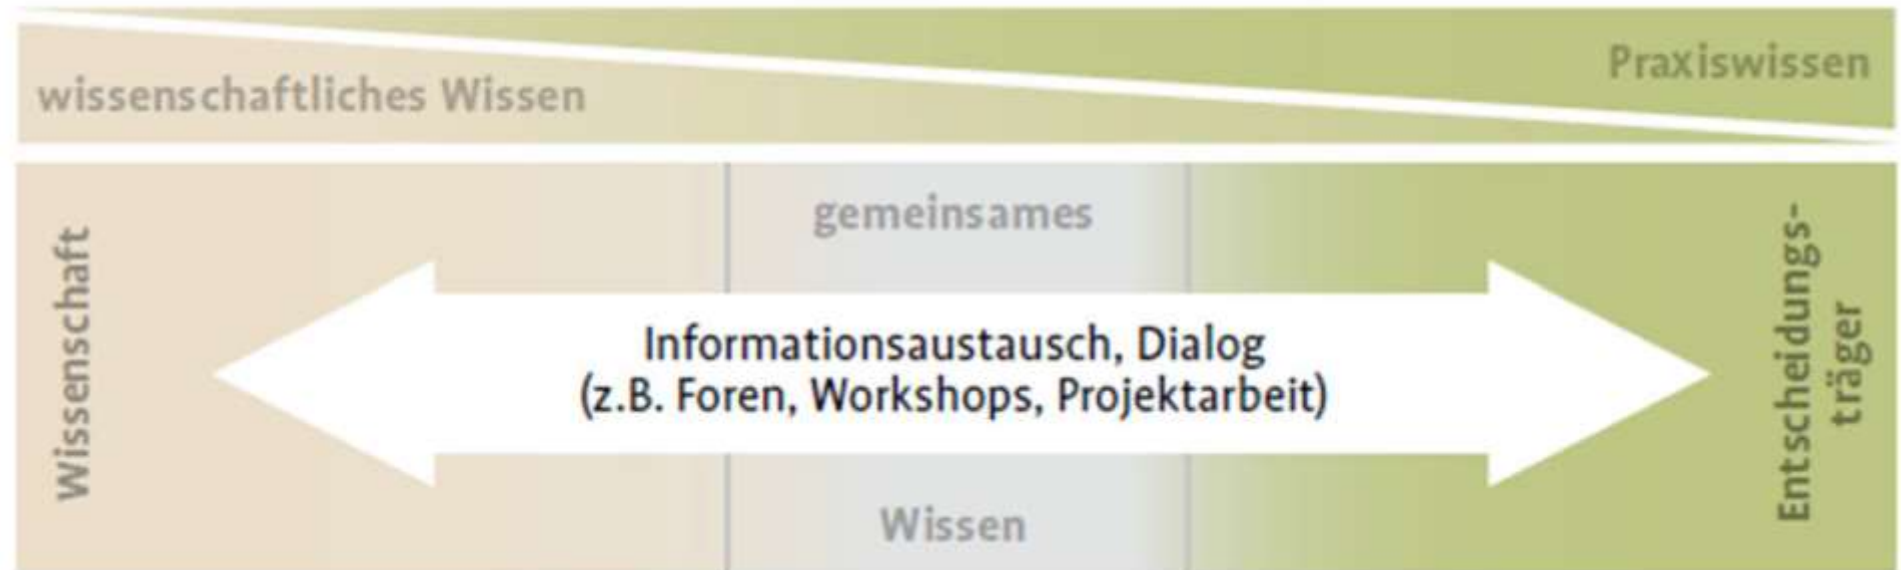 Praxiswissen
wissenschaftliches Wissen
gemeinsames
Wissenschaft
Informationsaustausch, Dialog
(z.B. Foren, Workshops, Projektarbeit)
Entscheidungs-
träger
Wissen